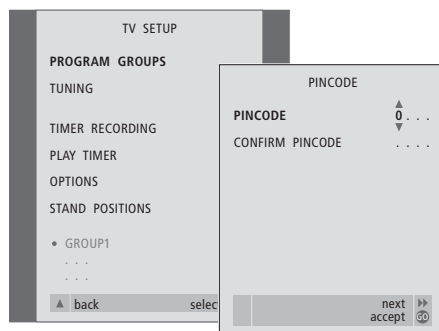 TV SETUP
PROGRAM GROUPS
TUNING
TIMER RECORDING
PLAY TIMER
OPTIONS
STAND POSITIONS
• GROUP1
. . .
. . .
back selec
PINCODE
PINCODE 0 . . .
CONFIRM PINCODE . . . .
next
accept GO